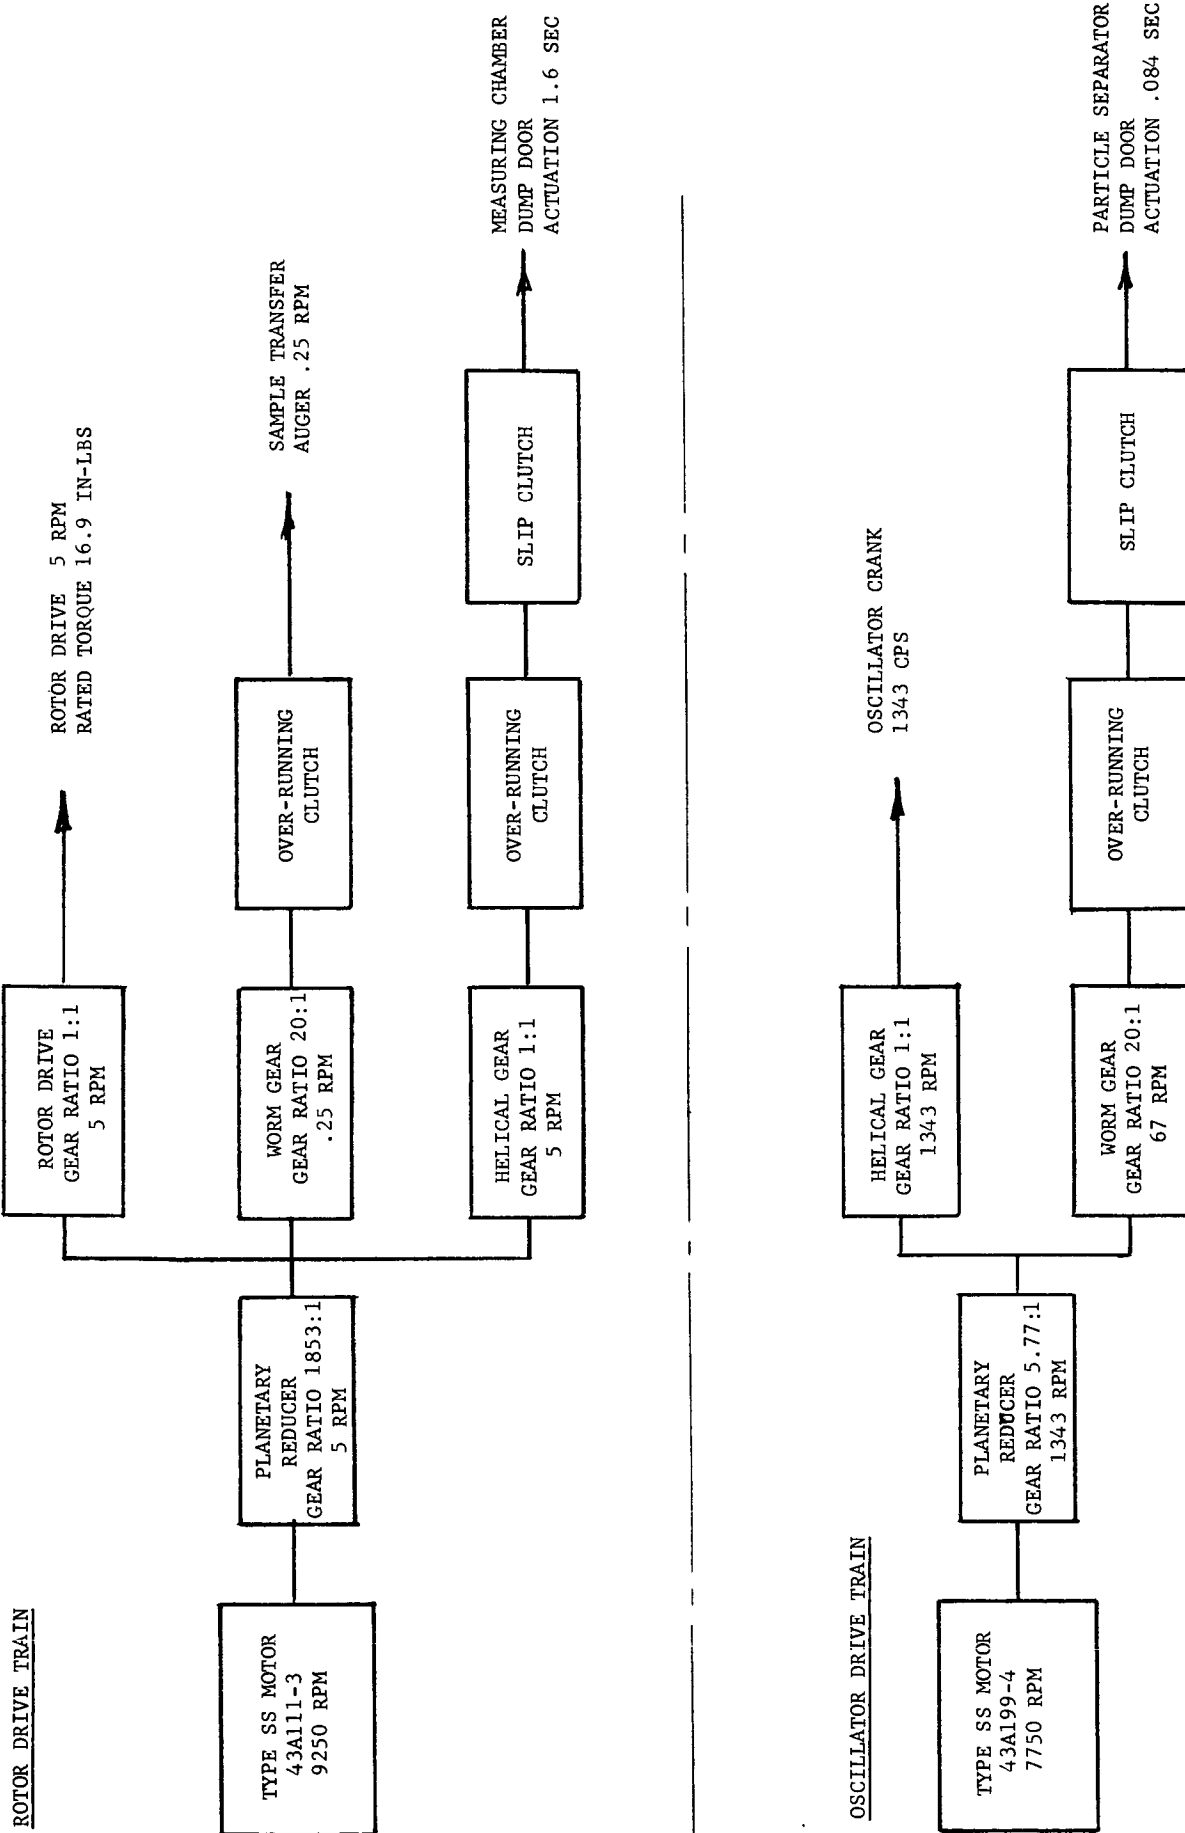 ROTOR DRIVE TRAIN
TYPE SS MOTOR
43A111-3
9250 RPM
PLANETARY
REDUCER
GEAR RATIO 1853:1
5 RPM
ROTOR DRIVE
GEAR RATIO 1:1
5 RPM
ROTOR DRIVE 5 RPM
RATED TORQUE 16.9 IN-LBS
WORM GEAR
GEAR RATIO 20:1
.25 RPM
OVER-RUNNING
CLUTCH
SAMPLE TRANSFER
AUGER .25 RPM
HELICAL GEAR
GEAR RATIO 1:1
5 RPM
OVER-RUNNING
CLUTCH
SLIP CLUTCH
MEASURING CHAMBER
DUMP DOOR
ACTUATION 1.6 SEC
OSCILLATOR DRIVE TRAIN
TYPE SS MOTOR
43A199-4
7750 RPM
PLANETARY
REDUCER
GEAR RATIO 5.77:1
1343 RPM
HELICAL GEAR
GEAR RATIO 1:1
1343 RPM
OSCILLATOR CRANK
1343 CPS
WORM GEAR
GEAR RATIO 20:1
67 RPM
OVER-RUNNING
CLUTCH
SLIP CLUTCH
PARTICLE SEPARATOR
DUMP DOOR
ACTUATION .084 SEC